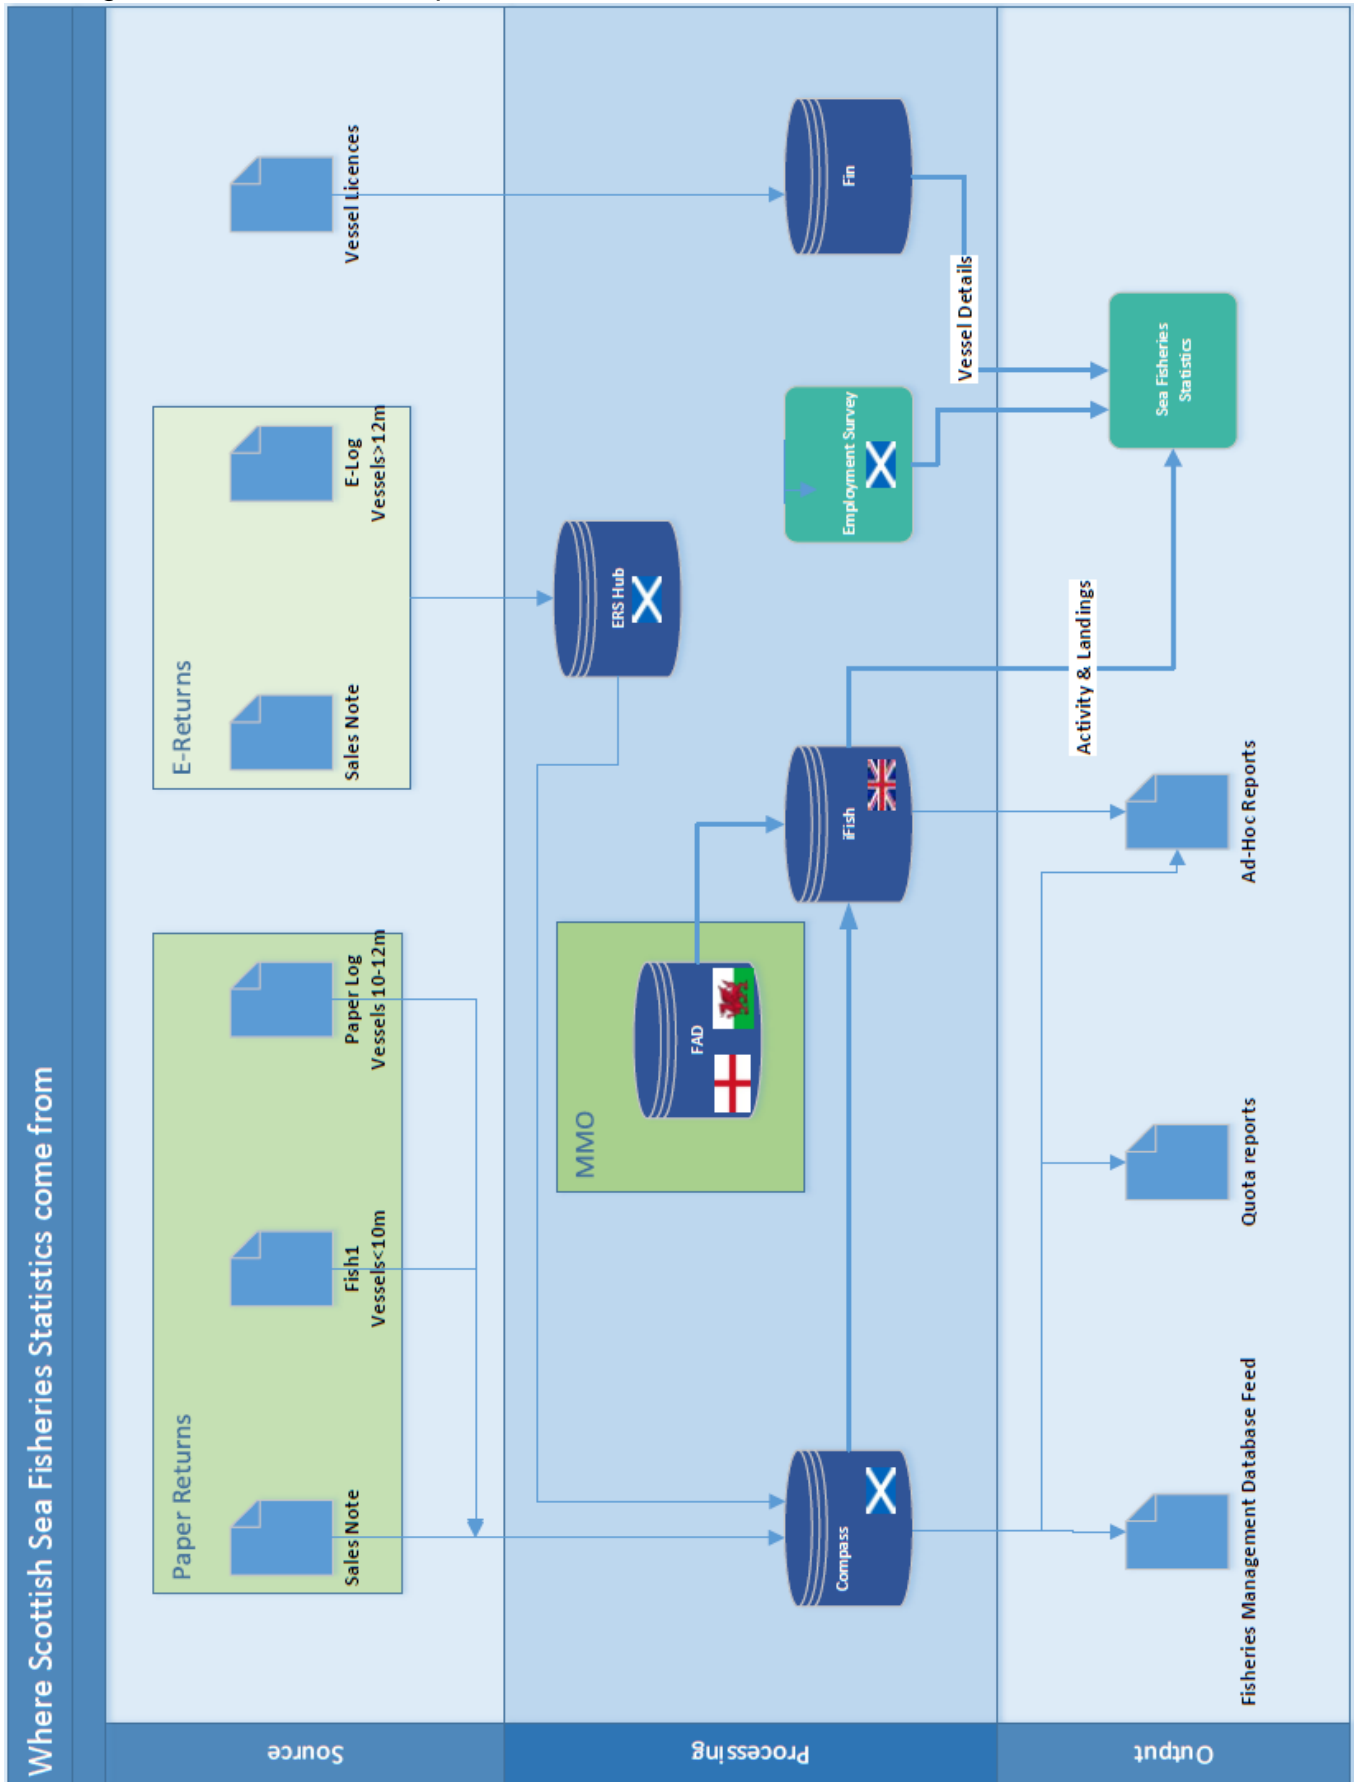 Where Scottish Sea Fisheries Statistics come from
Source
Paper Returns
Sales Note
Fish1
Vessels<10m
Paper Log
Vessels 10-12m
E-Returns
Sales Note
E-Log
Vessels>12m
Vessel Licences
Processing
ERS Hub
MMO
FAD
Compass
iFish
Employment Survey
Fin
Vessel Details
Output
Activity & Landings
Sea Fisheries
Statistics
Fisheries Management Database Feed
Quota reports
Ad-Hoc Reports